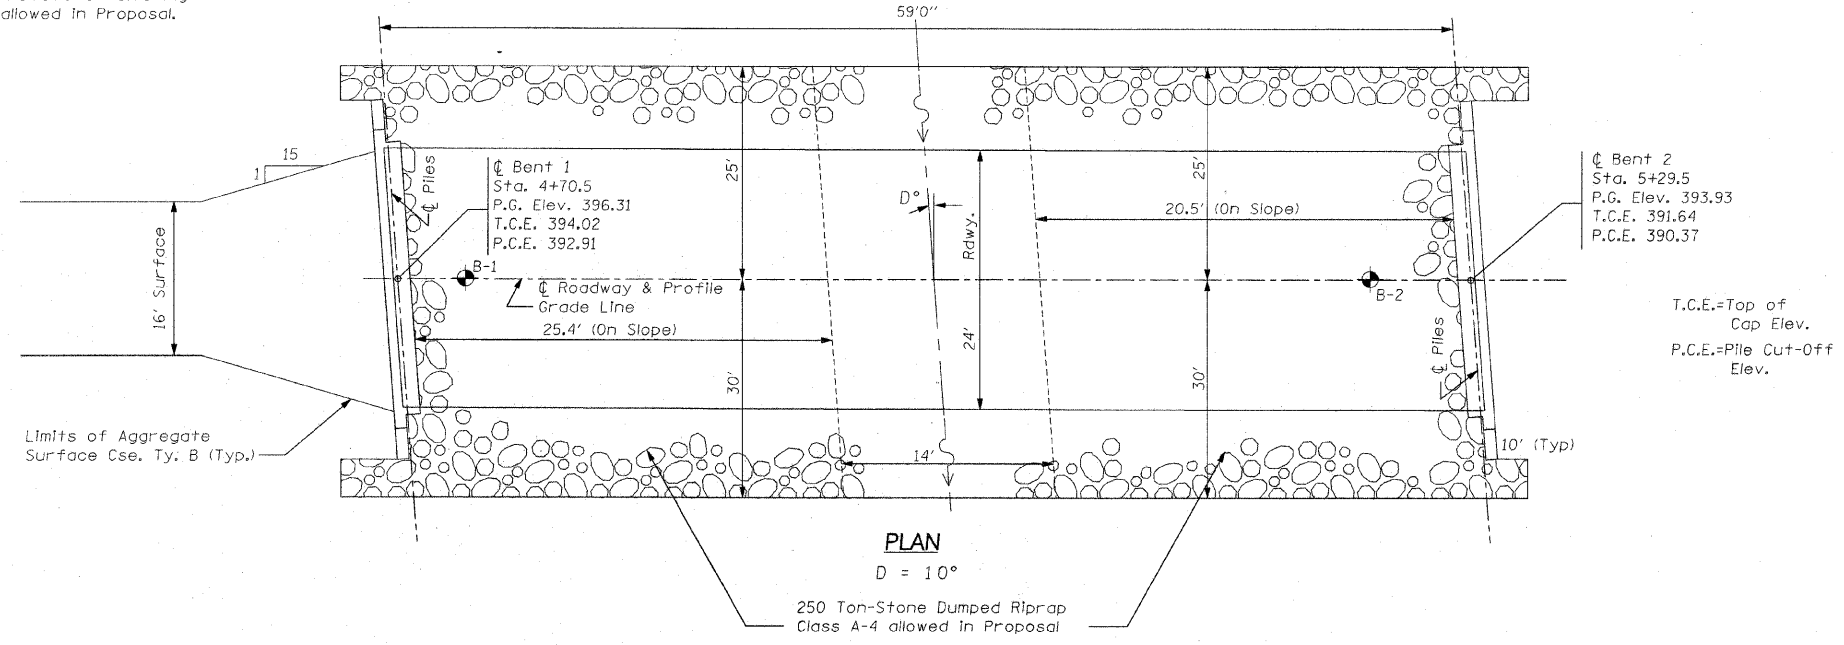 allowed in Proposal.
59'0"
15
1
16' Surface
℄ Piles
℄ Bent 1
Sta. 4+70.5
P.G. Elev. 396.31
T.C.E. 394.02
P.C.E. 392.91
25'
D°
Rdwy.
25'
20.5' (On Slope)
℄ Bent 2
Sta. 5+29.5
P.G. Elev. 393.93
T.C.E. 391.64
P.C.E. 390.37
B-1
℄ Roadway & Profile
Grade Line
B-2
25.4' (On Slope)
24'
30'
30'
℄ Piles
T.C.E.=Top of
Cap Elev.
P.C.E.=Pile Cut-Off
Elev.
Limits of Aggregate
Surface Cse. Ty. B (Typ.)
14'
10' (Typ)
PLAN
D = 10°
250 Ton-Stone Dumped Riprap
Class A-4 allowed in Proposal